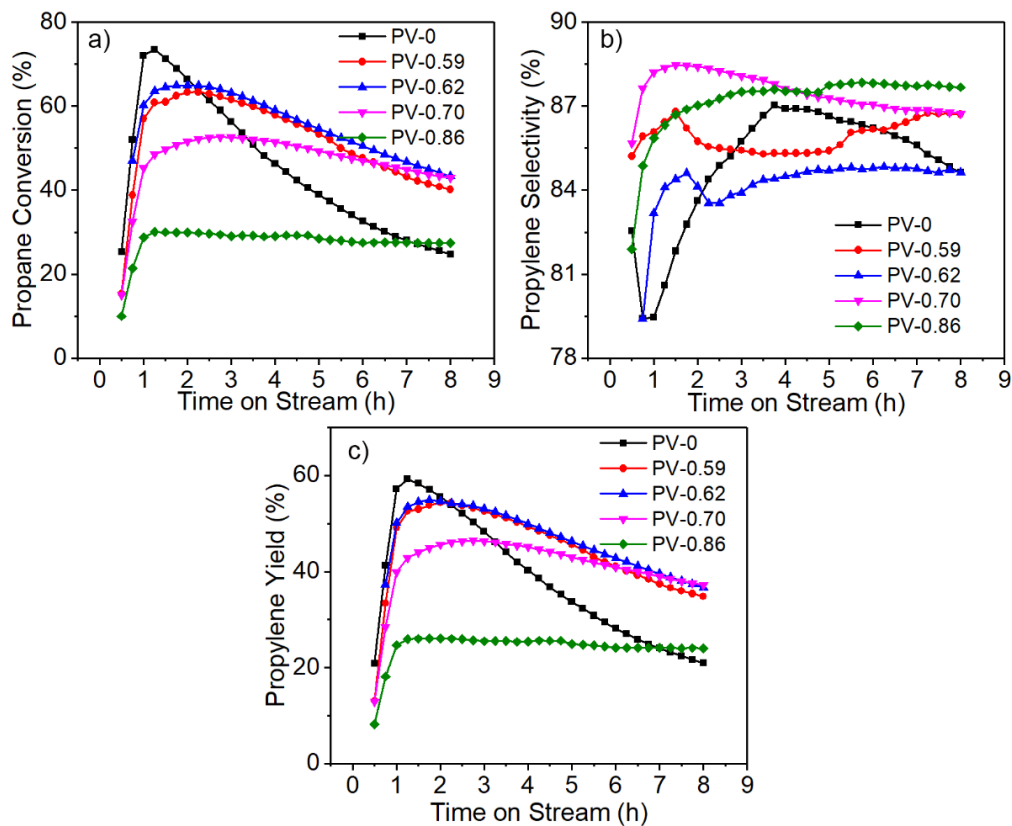 a)
Propane Conversion (%)
80
60
40
20
0
PV-0
PV-0.59
PV-0.62
PV-0.70
PV-0.86
0 1 2 3 4 5 6 7 8 9
Time on Stream (h)
b)
Propylene Selectivity (%)
90
87
84
81
78
PV-0
PV-0.59
PV-0.62
PV-0.70
PV-0.86
0 1 2 3 4 5 6 7 8 9
Time on Stream (h)
c)
Propylene Yield (%)
60
40
20
0
PV-0
PV-0.59
PV-0.62
PV-0.70
PV-0.86
0 1 2 3 4 5 6 7 8 9
Time on Stream (h)